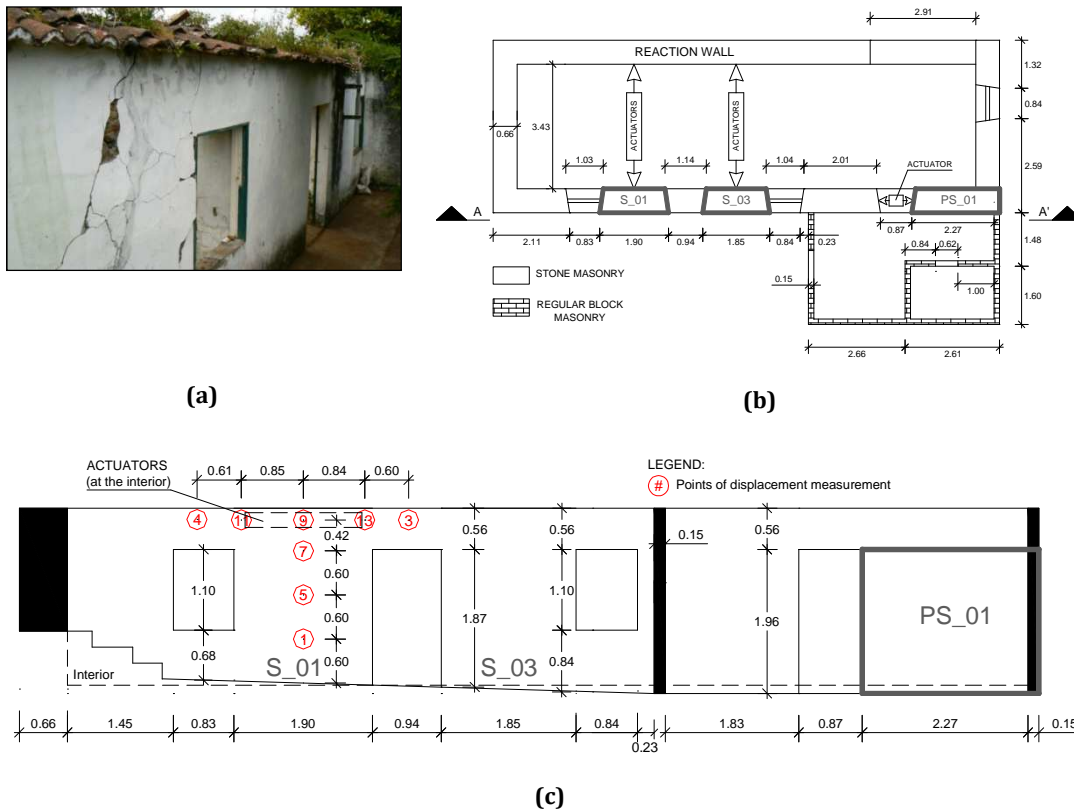 (a)
2.91
REACTION WALL
1.32
0.84
2.59
3.43
0.66
ACTUATORS
ACTUATORS
1.03
1.14
1.04
2.01
ACTUATOR
S_01
S_03
PS_01
A
A'
2.11
0.83
1.90
0.94
1.85
0.84
0.23
0.87
2.27
0.84
0.62
1.48
STONE MASONRY
0.15
1.00
1.60
REGULAR BLOCK
MASONRY
2.66
2.61
(b)
ACTUATORS
(at the interior)
0.61
0.85
0.84
0.60
LEGEND:
# Points of displacement measurement
4
11
9
13
3
0.42
0.56
0.56
0.15
0.56
7
0.60
1.10
5
0.60
1.87
1.10
1.96
PS_01
1
0.68
0.60
0.84
Interior
S_01
S_03
0.66
1.45
0.83
1.90
0.94
1.85
0.84
0.23
1.83
0.87
2.27
0.15
(c)